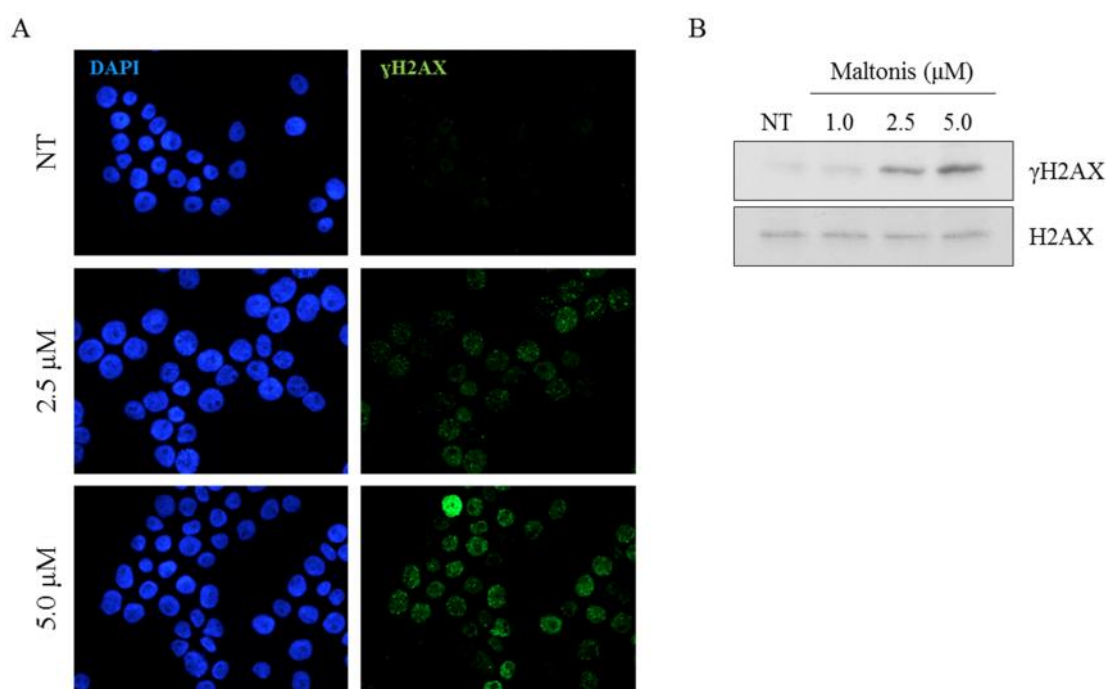 A
DAPI
ɣH2AX
NT
2.5 µM
5.0 µM
B
Maltonis (µM)
NT 1.0 2.5 5.0
γH2AX
H2AX